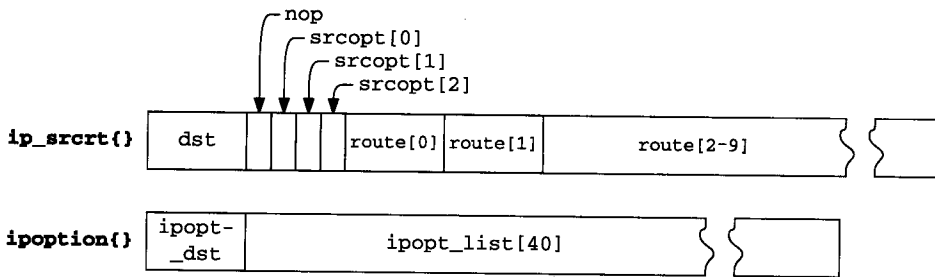 nop
srcopt[0]
srcopt[1]
srcopt[2]
ip_srcrt{}
dst
route[0]
route[1]
route[2-9]
ipoption{}
ipopt-
_dst
ipopt_list[40]